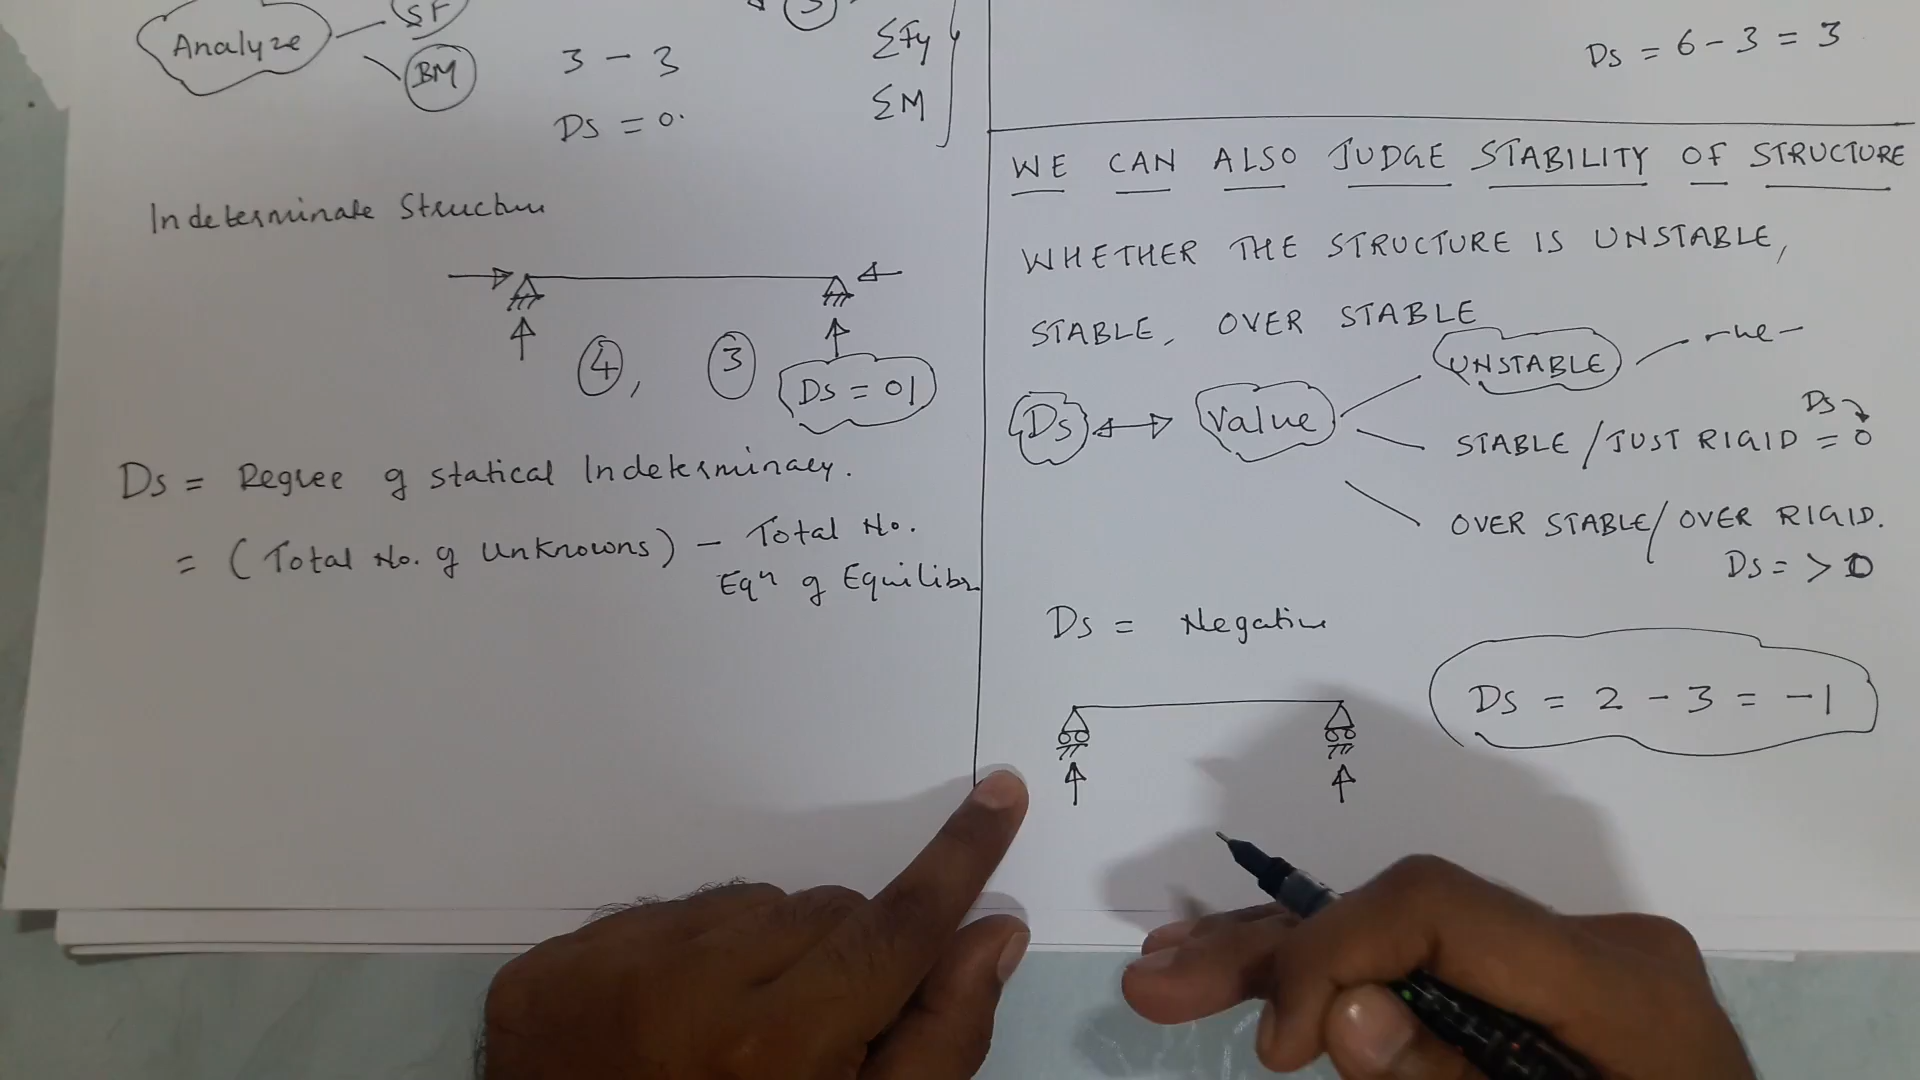 Analyze
SF
BM
3 - 3
Ds = 0.
3
ΣFy
ΣM
Indeterminate Structure
4, 3
Ds = 01
Ds = Degree of statical Indeterminacy.
= (Total No. of Unknowns) - Total No.
Eqⁿ of Equilibr
Ds = 6 - 3 = 3
WE CAN ALSO JUDGE STABILITY OF STRUCTURE
WHETHER THE STRUCTURE IS UNSTABLE,
STABLE, OVER STABLE
UNSTABLE -ve-
Ds Value
Ds
STABLE / JUST RIGID = 0
OVER STABLE / OVER RIGID.
Ds = > 0
Ds = Negative
Ds = 2 - 3 = -1